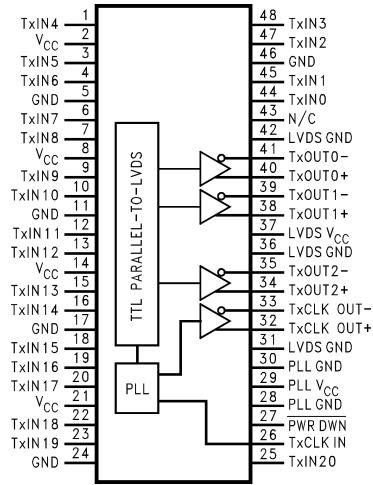 TxIN4 1
VCC 2
TxIN5 3
TxIN6 4
GND 5
TxIN7 6
TxIN8 7
VCC 8
TxIN9 9
TxIN10 10
GND 11
TxIN11 12
TxIN12 13
VCC 14
TxIN13 15
TxIN14 16
GND 17
TxIN15 18
TxIN16 19
TxIN17 20
VCC 21
TxIN18 22
TxIN19 23
GND 24
TTL PARALLEL-TO-LVDS
PLL
48 TxIN3
47 TxIN2
46 GND
45 TxIN1
44 TxIN0
43 N/C
42 LVDS GND
41 TxOUT0-
40 TxOUT0+
39 TxOUT1-
38 TxOUT1+
37 LVDS VCC
36 LVDS GND
35 TxOUT2-
34 TxOUT2+
33 TxCLK OUT-
32 TxCLK OUT+
31 LVDS GND
30 PLL GND
29 PLL VCC
28 PLL GND
27 PWR DWN
26 TxCLK IN
25 TxIN20